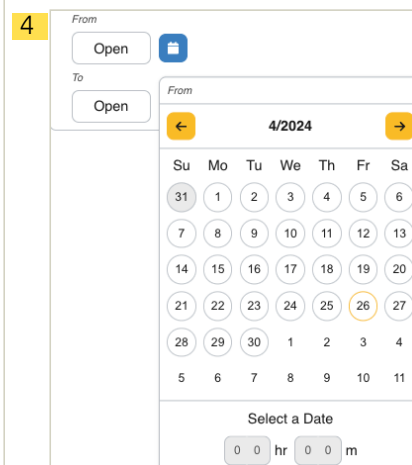 4
From
Open
To
Open
From
4/2024
Su Mo Tu We Th Fr Sa
31 1 2 3 4 5 6
7 8 9 10 11 12 13
14 15 16 17 18 19 20
21 22 23 24 25 26 27
28 29 30 1 2 3 4
5 6 7 8 9 10 11
Select a Date
0 0 hr 0 0 m